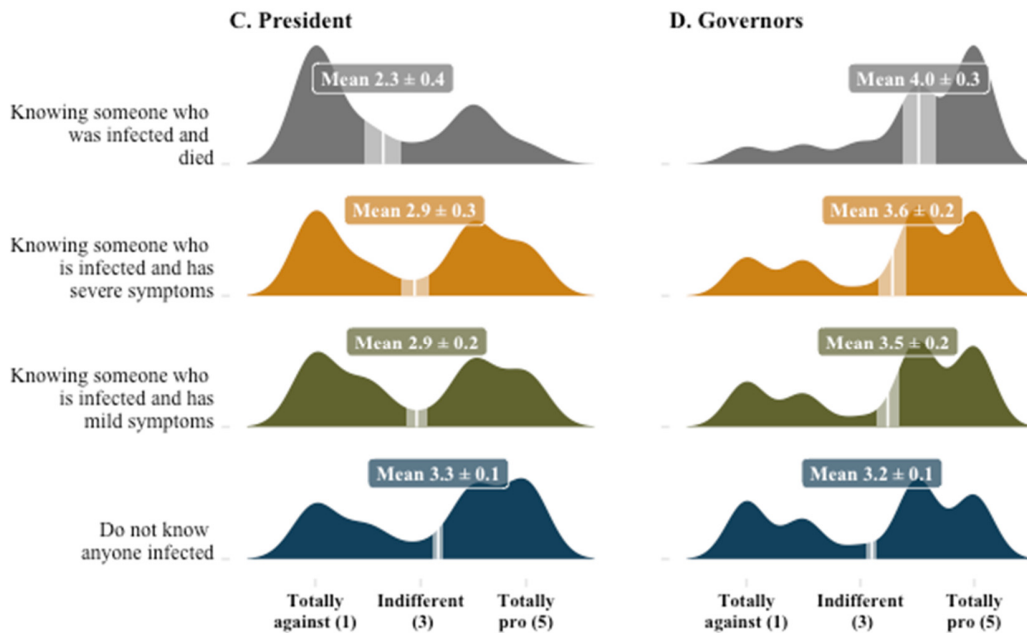 C. President
D. Governors
Knowing someone who
was infected and
died
Mean 2.3 ± 0.4
Mean 4.0 ± 0.3
Knowing someone who
is infected and has
severe symptoms
Mean 2.9 ± 0.3
Mean 3.6 ± 0.2
Knowing someone who
is infected and has
mild symptoms
Mean 2.9 ± 0.2
Mean 3.5 ± 0.2
Do not know
anyone infected
Mean 3.3 ± 0.1
Mean 3.2 ± 0.1
Totally
against (1)
Indifferent
(3)
Totally
pro (5)
Totally
against (1)
Indifferent
(3)
Totally
pro (5)